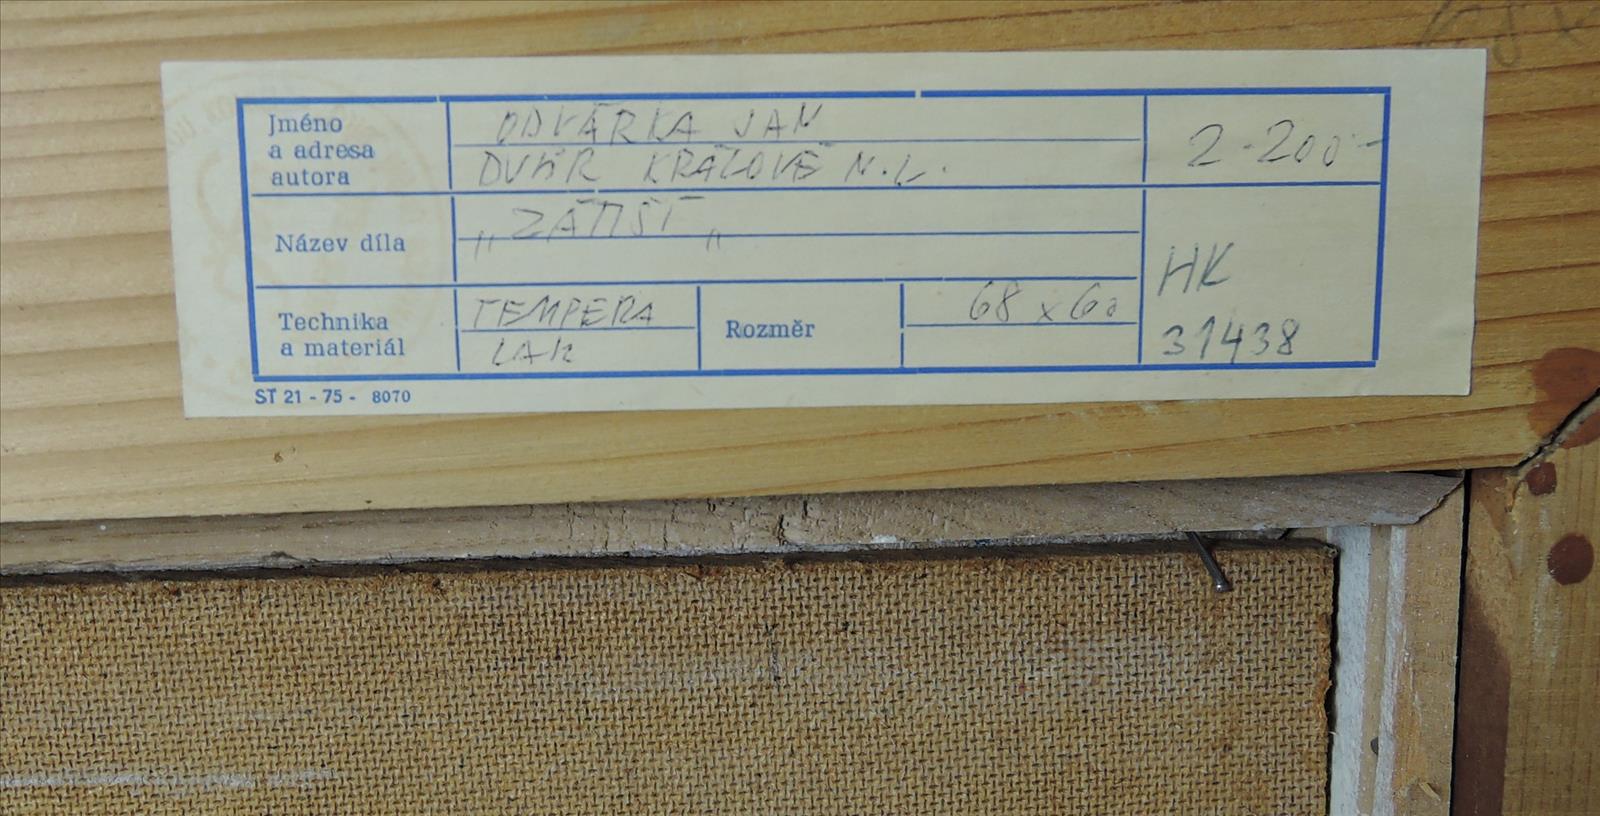 Jméno
a adresa
autora
ODVÁRKA JAN
DVŮR KRÁLOVÉ N.L.
2-200-
Název díla
„ZÁTIŠÍ„
HK
31438
Technika
a materiál
TEMPERA
LAK
Rozměr
68 x 60
ST 21 - 75 - 8070